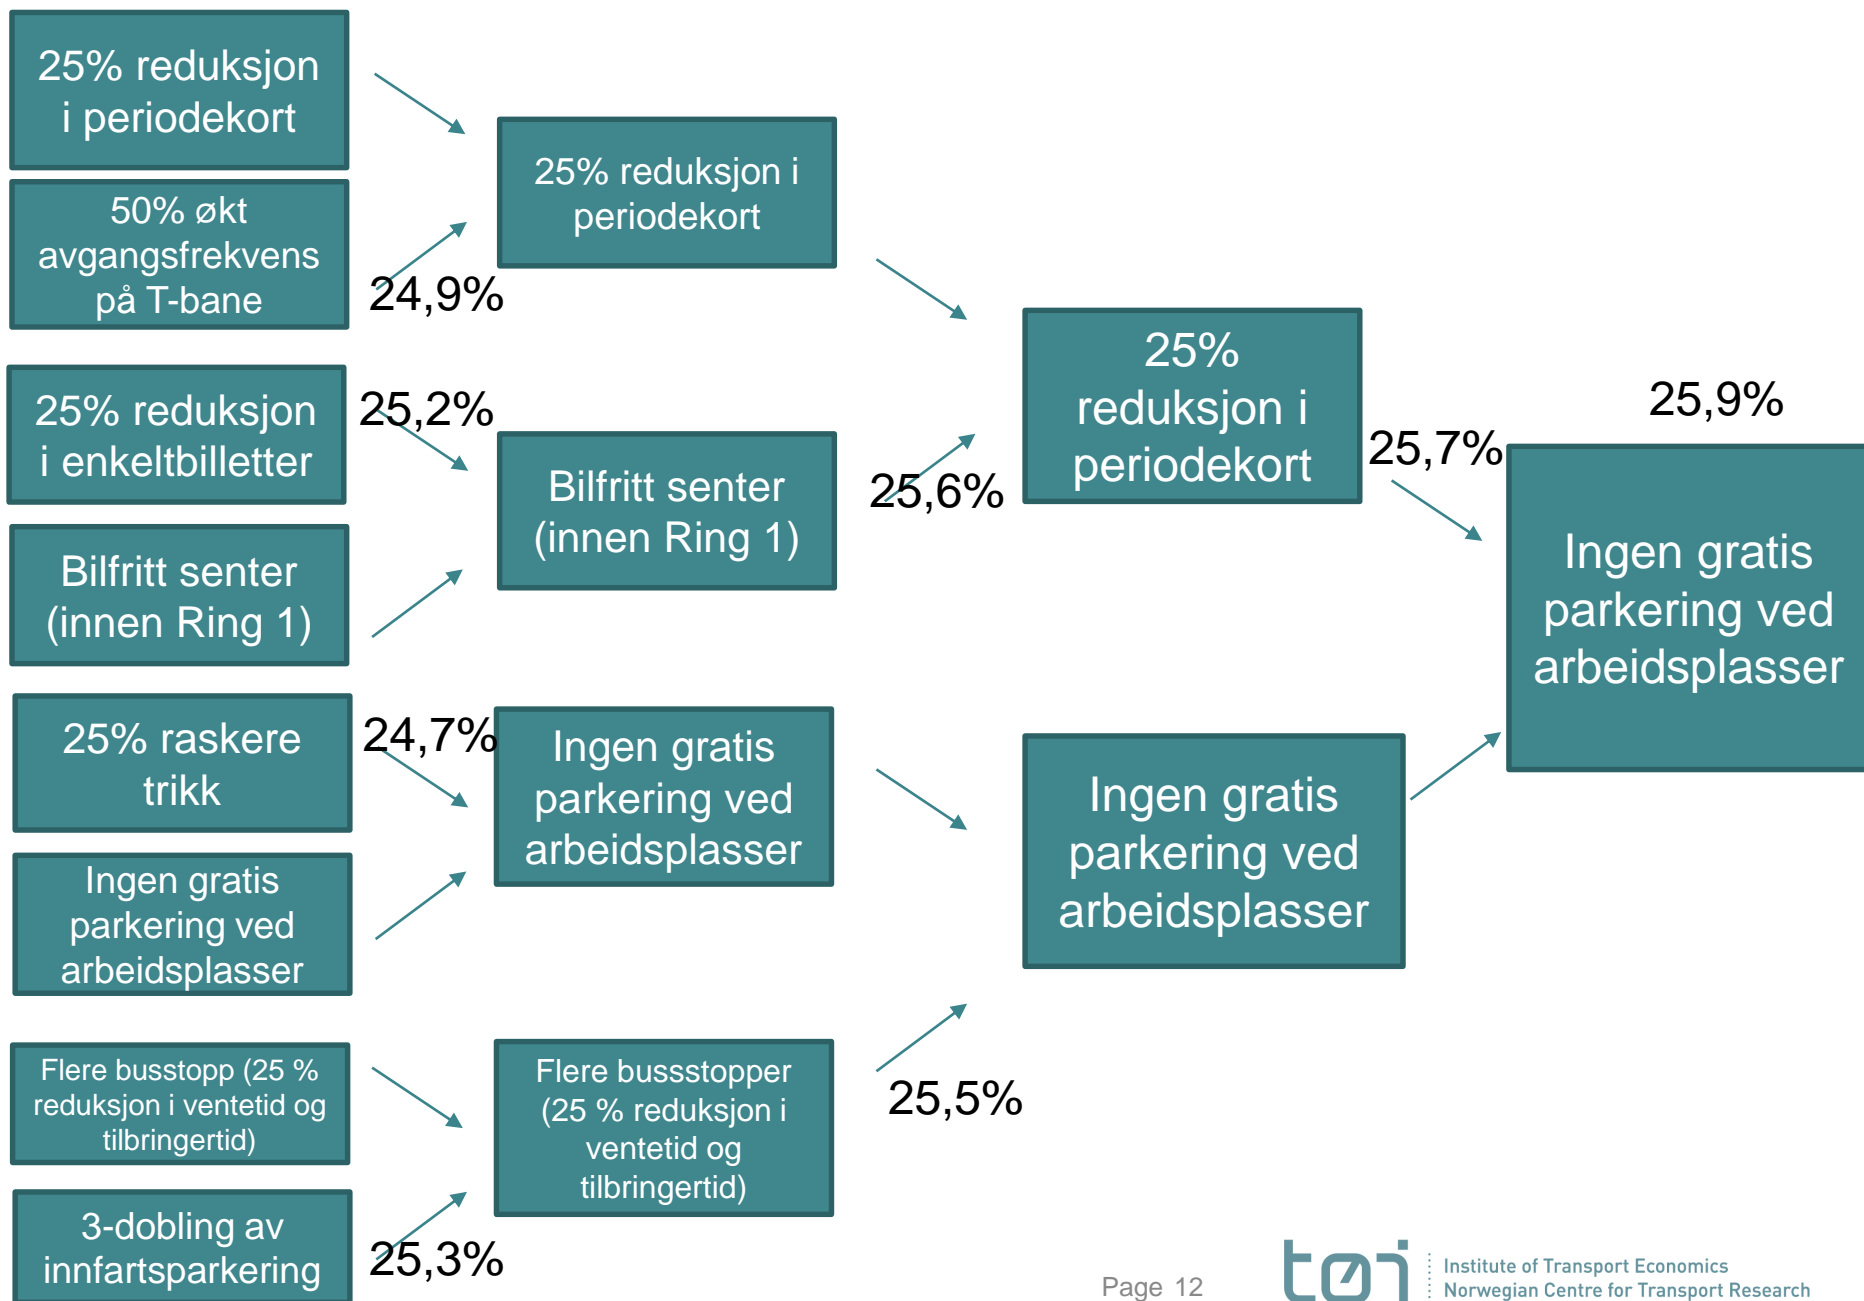 25% reduksjon
i periodekort
50% økt
avgangsfrekvens
på T-bane
24,9%
25% reduksjon
i enkeltbilletter
25,2%
Bilfritt senter
(innen Ring 1)
25% raskere
trikk
24,7%
Ingen gratis
parkering ved
arbeidsplasser
Flere busstopp (25 %
reduksjon i ventetid og
tilbringertid)
3-dobling av
innfartsparkering
25,3%
25% reduksjon i
periodekort
Bilfritt senter
(innen Ring 1)
25,6%
Ingen gratis
parkering ved
arbeidsplasser
Flere bussstopper
(25 % reduksjon i
ventetid og
tilbringertid)
25,5%
25%
reduksjon i
periodekort
25,7%
Ingen gratis
parkering ved
arbeidsplasser
25,9%
Ingen gratis
parkering ved
arbeidsplasser
Page 12
tøi
Institute of Transport Economics
Norwegian Centre for Transport Research